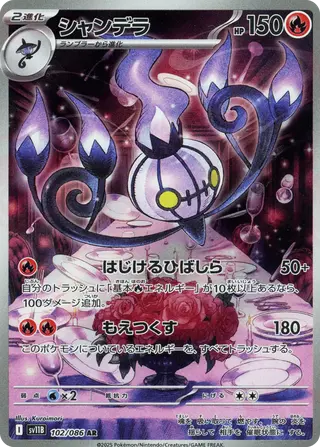 2進化 シャンデラ HP 150
ランプラーから進化
はじけるひばしら 50+
自分のトラッシュに「基本エネルギー」が10枚以上あるなら、
100ダメージ追加。
もえつくす 180
このポケモンについているエネルギーを、すべてトラッシュする。
弱点 ×2 抵抗力 にげる
Illus. Kuroimori
I sv11B 102/086 AR
©2025 Pokémon/Nintendo/Creatures/GAME FREAK